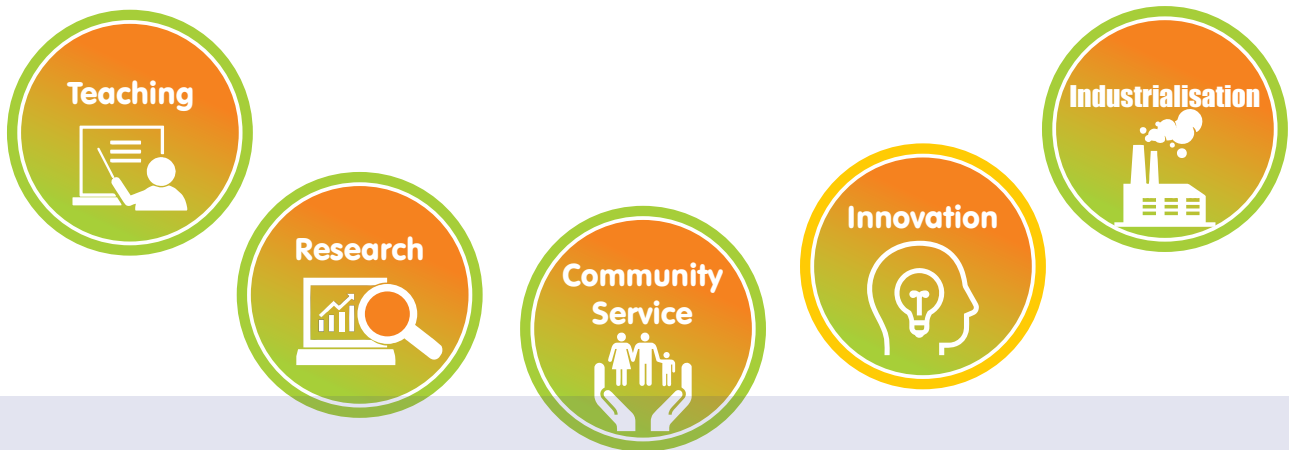 Teaching
Research
Community
Service
Innovation
Industrialisation